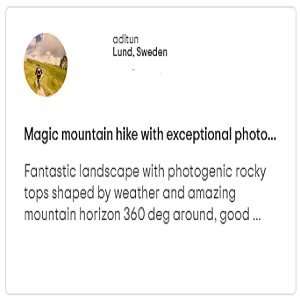 aditun
Lund, Sweden
Magic mountain hike with exceptional photo...
Fantastic landscape with photogenic rocky
tops shaped by weather and amazing
mountain horizon 360 deg around, good ...